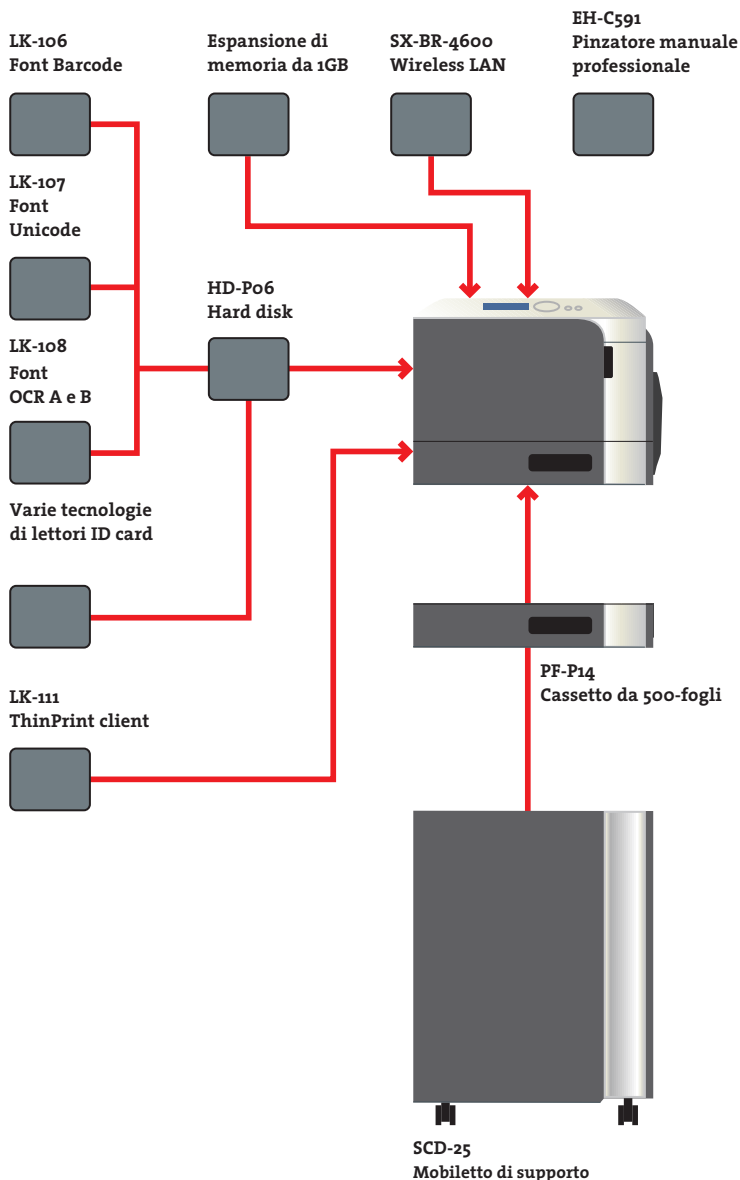 LK-106
Font Barcode
Espansione di
memoria da 1GB
SX-BR-4600
Wireless LAN
EH-C591
Pinzatore manuale
professionale
LK-107
Font
Unicode
HD-P06
Hard disk
LK-108
Font
OCR A e B
Varie tecnologie
di lettori ID card
PF-P14
Cassetto da 500-fogli
LK-111
ThinPrint client
SCD-25
Mobiletto di supporto